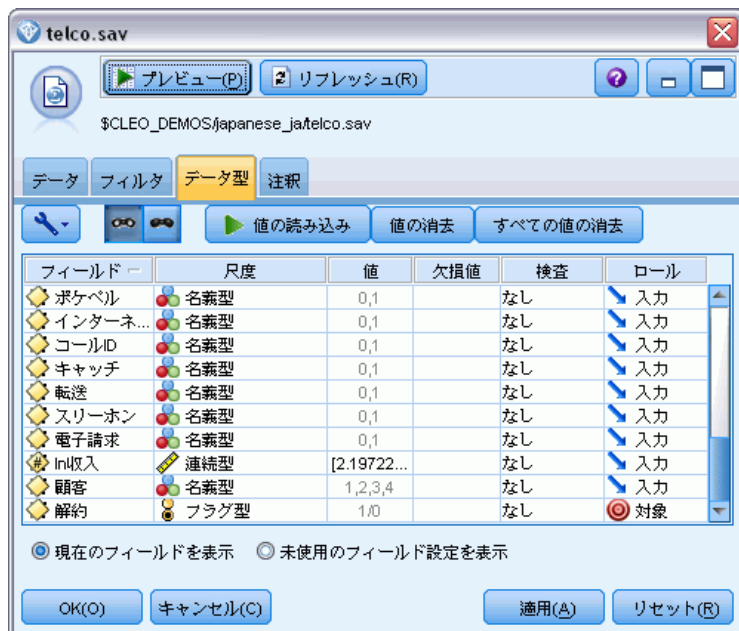 telco.sav
プレビュー(P) リフレッシュ(R)
$CLEO_DEMOS/japanese_ja/telco.sav
データ フィルタ データ型 注釈
値の読み込み 値の消去 すべての値の消去
フィールド 尺度 値 欠損値 検査 ロール
ポケベル 名義型 0,1 なし 入力
インターネ... 名義型 0,1 なし 入力
コールID 名義型 0,1 なし 入力
キャッチ 名義型 0,1 なし 入力
転送 名義型 0,1 なし 入力
スリーホン 名義型 0,1 なし 入力
電子請求 名義型 0,1 なし 入力
ln収入 連続型 [2.19722... なし 入力
顧客 名義型 1,2,3,4 なし 入力
解約 フラグ型 1/0 なし 対象
現在のフィールドを表示 未使用のフィールド設定を表示
OK(O) キャンセル(C) 適用(A) リセット(R)